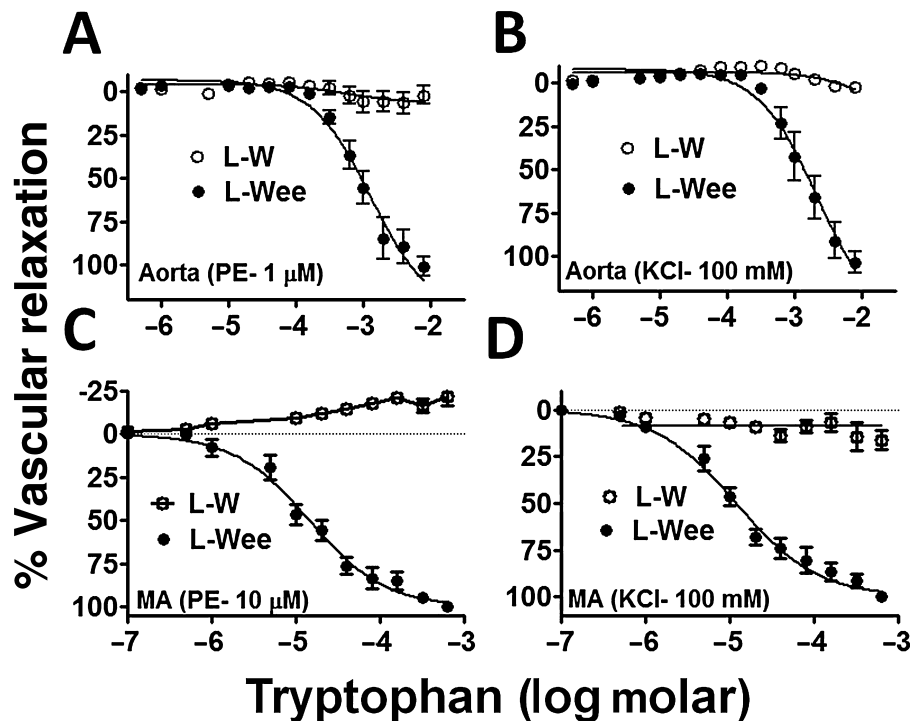 % Vascular relaxation
A
0
25
50
75
100
L-W
L-Wee
Aorta (PE- 1 μM)
−6 −5 −4 −3 −2
B
0
25
50
75
100
L-W
L-Wee
Aorta (KCl- 100 mM)
−6 −5 −4 −3 −2
C
-25
0
25
50
75
100
L-W
L-Wee
MA (PE- 10 μM)
−7 −6 −5 −4 −3
D
0
25
50
75
100
L-W
L-Wee
MA (KCl- 100 mM)
−7 −6 −5 −4 −3
Tryptophan (log molar)